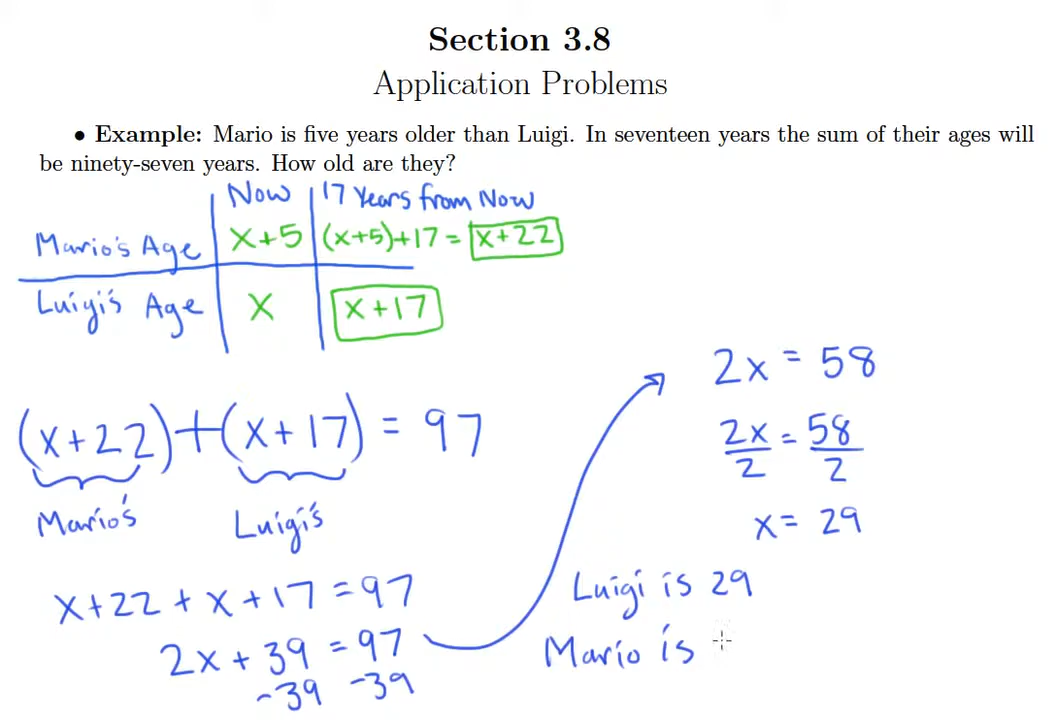 Section 3.8
Application Problems
• Example: Mario is five years older than Luigi. In seventeen years the sum of their ages will
be ninety-seven years. How old are they?
Now 17 Years from Now
Mario's Age x+5 (x+5)+17 = x+22
Luigi's Age x x+17
(x+22)+(x+17) = 97
Mario's Luigi's
x+22 + x + 17 = 97
2x + 39 = 97
-39 -39
2x = 58
2x/2 = 58/2
x = 29
Luigi is 29
Mario is